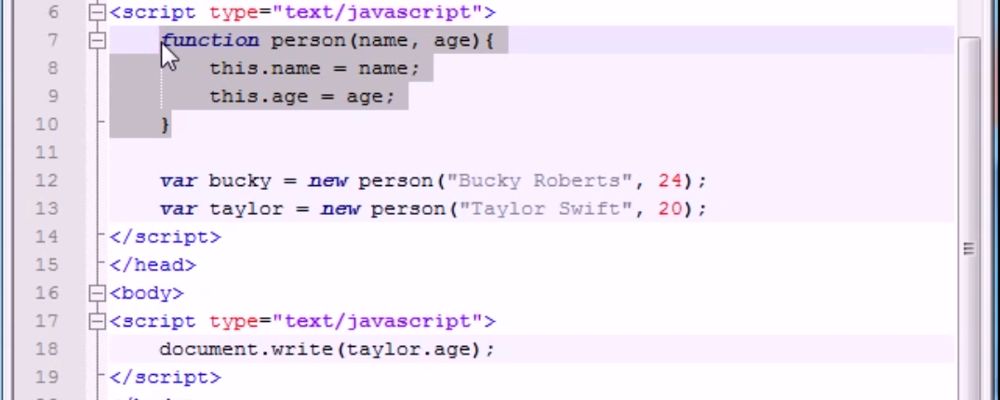 6 <script type="text/javascript">
7 function person(name, age){
8 this.name = name;
9 this.age = age;
10 }
11
12 var bucky = new person("Bucky Roberts", 24);
13 var taylor = new person("Taylor Swift", 20);
14 </script>
15 </head>
16 <body>
17 <script type="text/javascript">
18 document.write(taylor.age);
19 </script>